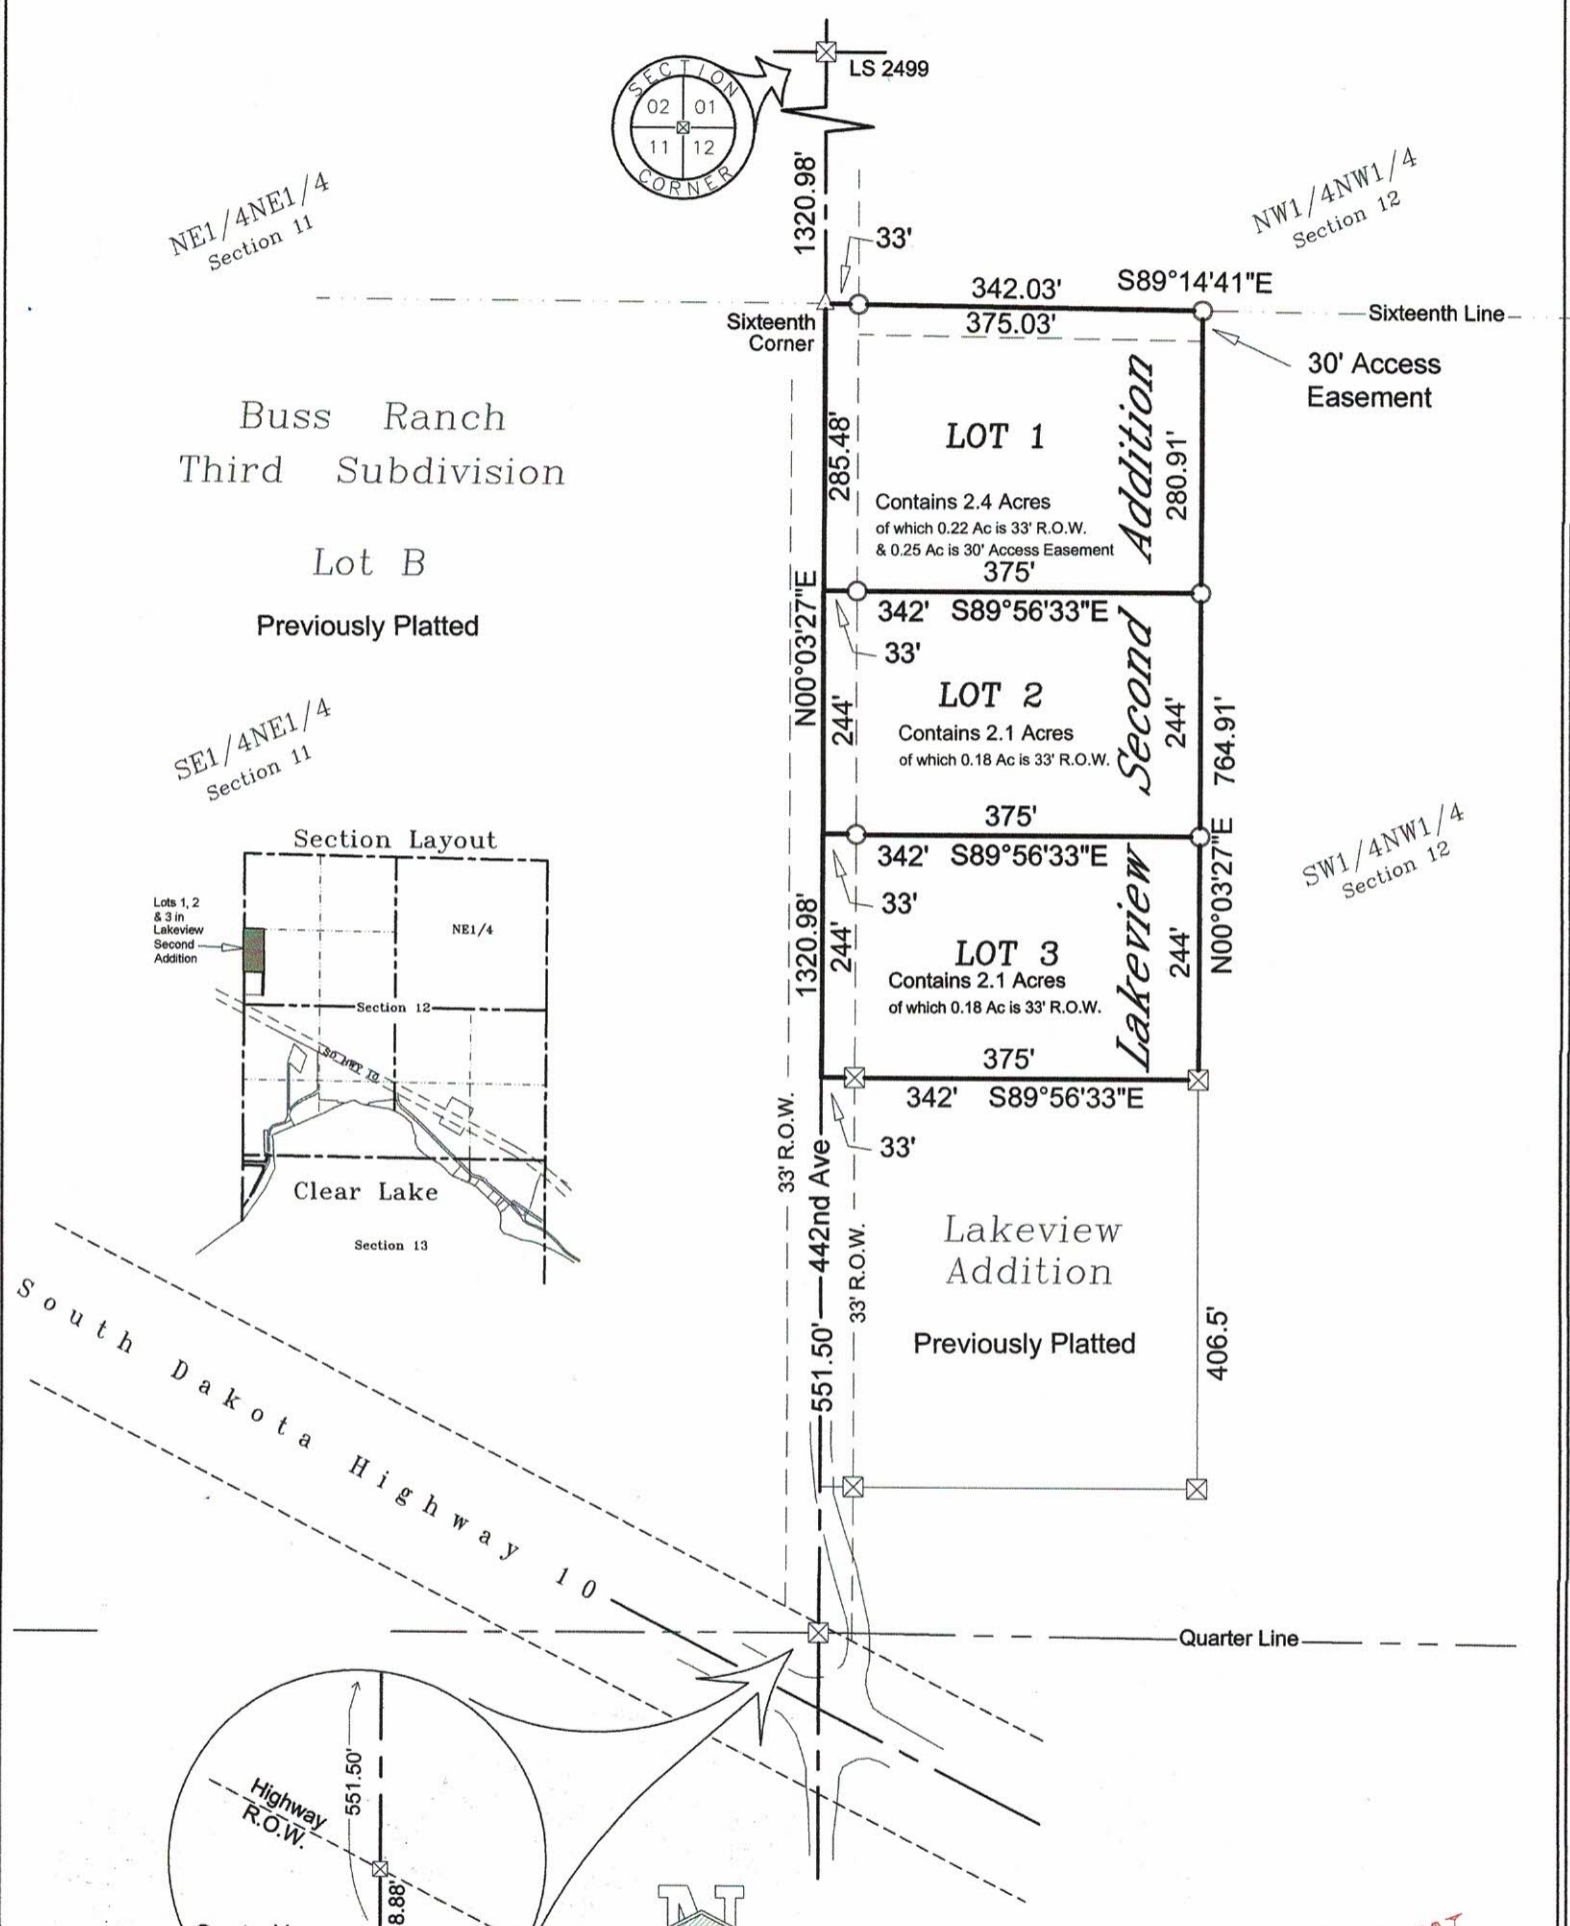 LS 2499
SECTION
02 01
11 12
CORNER
1320.98'
33'
NE1/4NE1/4
Section 11
NW1/4NW1/4
Section 12
342.03' S89°14'41"E
375.03'
Sixteenth
Corner
Sixteenth Line
30' Access
Easement
Buss Ranch
Third Subdivision
Lot B
Previously Platted
285.48'
LOT 1
Contains 2.4 Acres
of which 0.22 Ac is 33' R.O.W.
& 0.25 Ac is 30' Access Easement
280.91'
375'
342' S89°56'33"E
33'
N00°03'27"E
244'
LOT 2
Contains 2.1 Acres
of which 0.18 Ac is 33' R.O.W.
244'
764.91'
N00°03'27"E
375'
342' S89°56'33"E
33'
1320.98'
244'
LOT 3
Contains 2.1 Acres
of which 0.18 Ac is 33' R.O.W.
244'
Lakeview Second Addition
375'
342' S89°56'33"E
33'
SE1/4NE1/4
Section 11
SW1/4NW1/4
Section 12
Section Layout
Lots 1, 2
& 3 in
Lakeview
Second
Addition
NE1/4
Section 12
SD HWY 10
Clear Lake
Section 13
33' R.O.W.
442nd Ave
551.50'
33' R.O.W.
Lakeview
Addition
Previously Platted
406.5'
South Dakota Highway 10
Quarter Line
551.50'
Highway
R.O.W.
8.88'
N